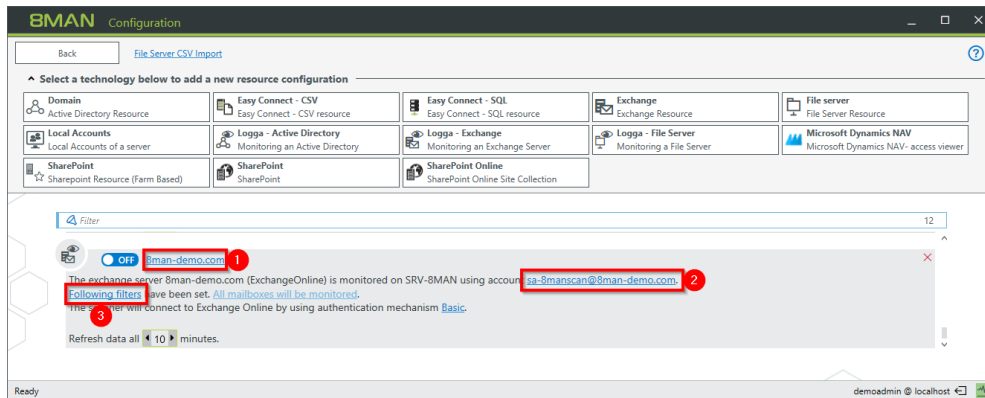 8MAN Configuration
Back File Server CSV Import
Select a technology below to add a new resource configuration
Domain
Active Directory Resource
Easy Connect - CSV
Easy Connect - CSV resource
Easy Connect - SQL
Easy Connect - SQL resource
Exchange
Exchange Resource
File server
File Server Resource
Local Accounts
Local Accounts of a server
Logga - Active Directory
Monitoring an Active Directory
Logga - Exchange
Monitoring an Exchange Server
Logga - File Server
Monitoring a File Server
Microsoft Dynamics NAV
Microsoft Dynamics NAV- access viewer
SharePoint
Sharepoint Resource (Farm Based)
SharePoint
SharePoint
SharePoint Online
SharePoint Online Site Collection
Filter 12
OFF 8man-demo.com 1
The exchange server 8man-demo.com (ExchangeOnline) is monitored on SRV-8MAN using account sa-8manscan@8man-demo.com. 2
Following filters have been set. All mailboxes will be monitored.
3
The scanner will connect to Exchange Online by using authentication mechanism Basic.
Refresh data all 10 minutes.
Ready demoadmin @ localhost